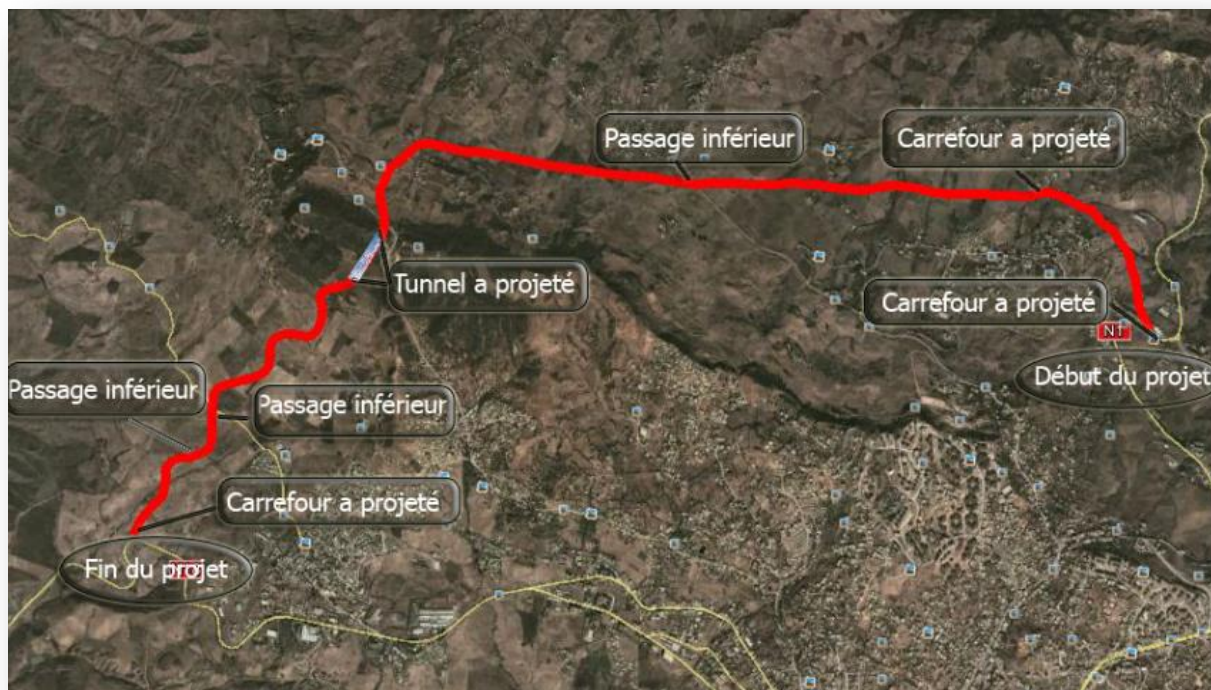 Passage inférieur
Carrefour a projeté
Tunnel a projeté
Carrefour a projeté
N1
Début du projet
Passage inférieur
Passage inférieur
Carrefour a projeté
Fin du projet